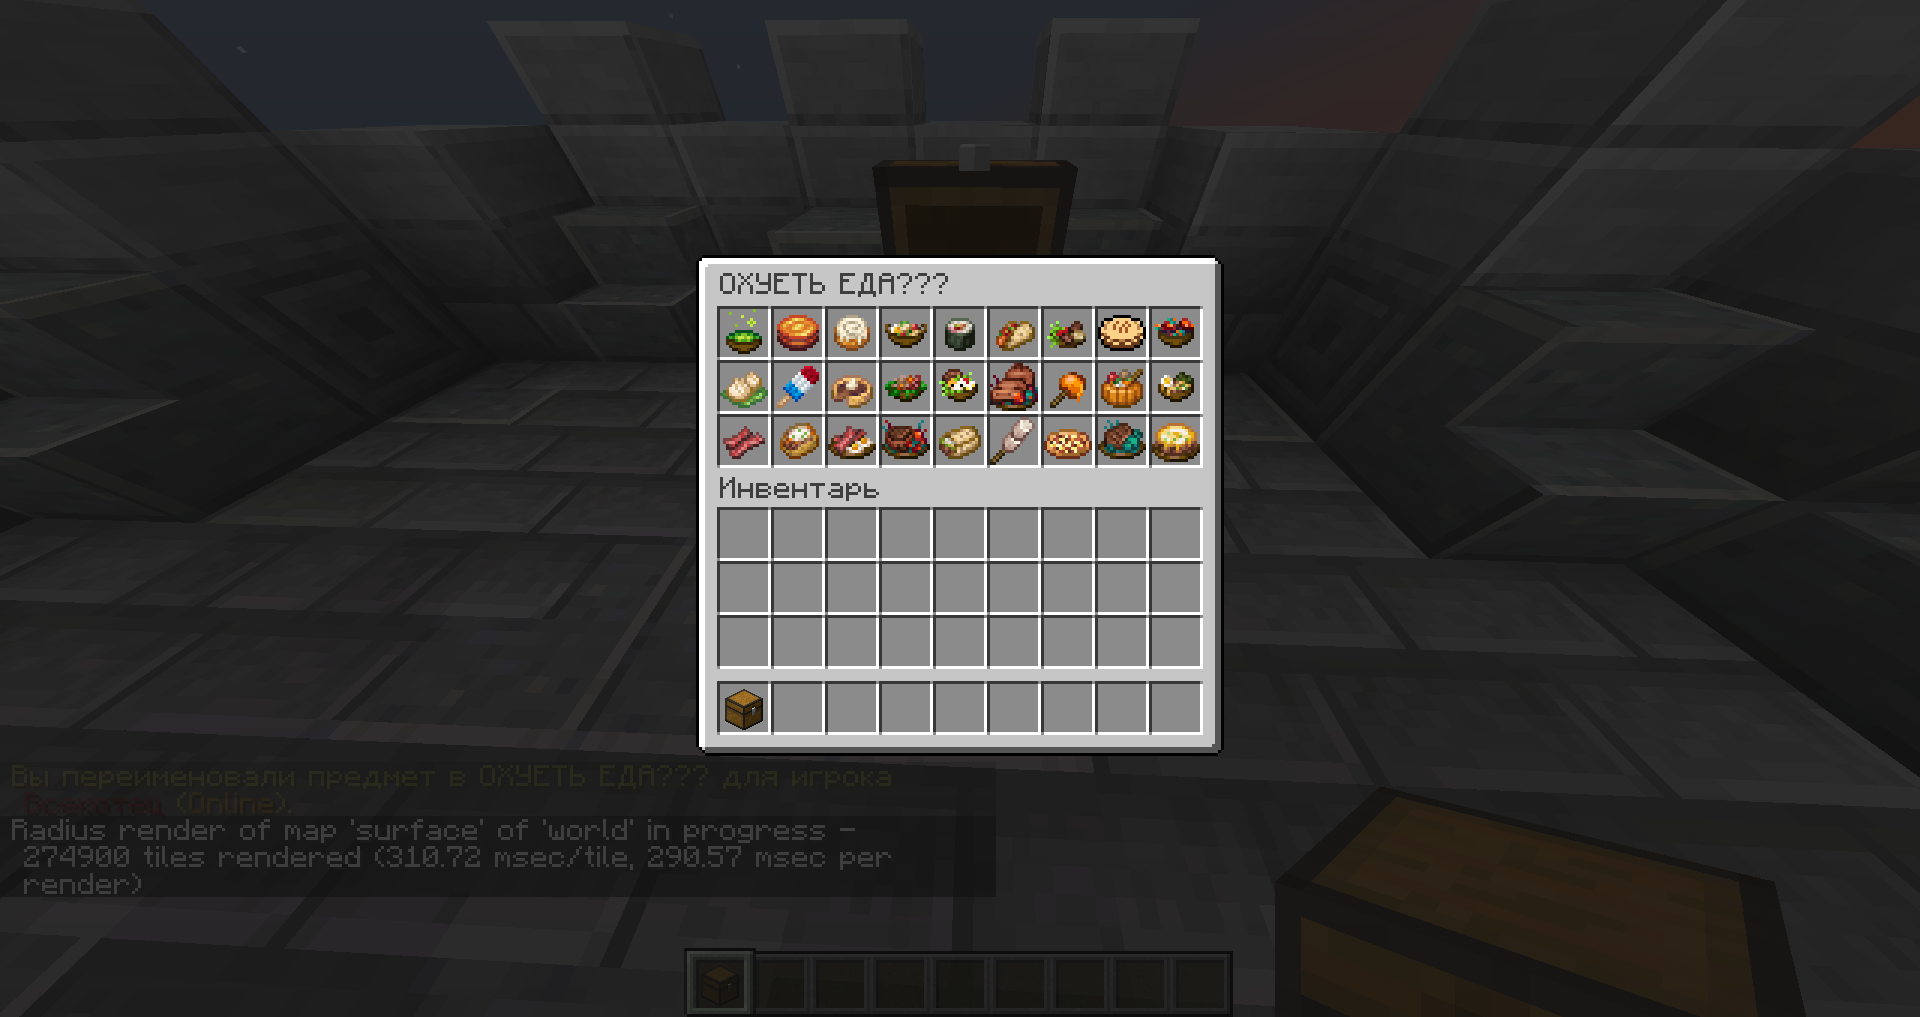 ОХУЕТЬ ЕДА???
Инвентарь
Вы переименовали предмет в ОХУЕТЬ ЕДА??? для игрока
(Online).
Radius render of map 'surface' of 'world' in progress -
274900 tiles rendered (310.72 msec/tile, 290.57 msec per
render)